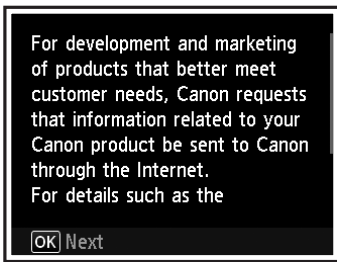 For development and marketing
of products that better meet
customer needs, Canon requests
that information related to your
Canon product be sent to Canon
through the Internet.
For details such as the
OK Next